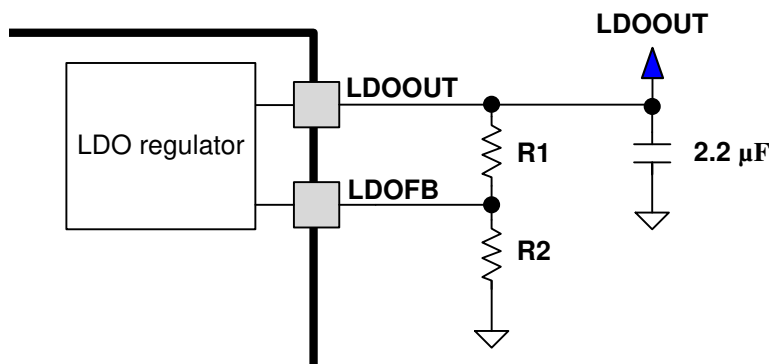 LDOOUT
LDOOUT
LDO regulator
R1
2.2 μF
LDOFB
R2